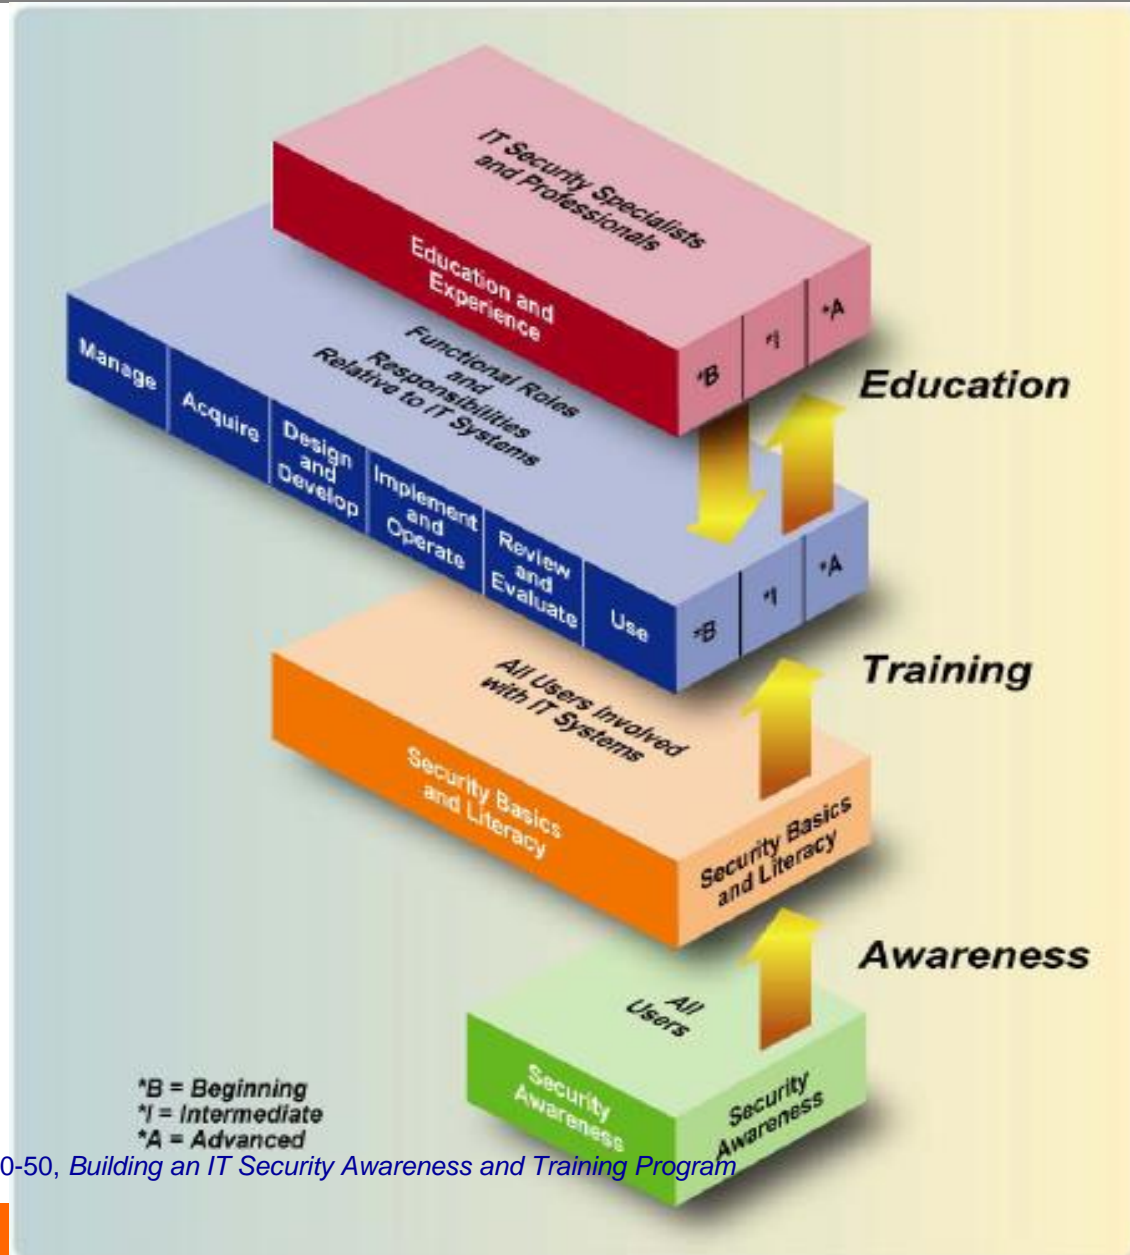 IT Security Specialists
and Professionals
Education and
Experience
*B
*I
*A
Education
Functional Roles
and
Responsibilities
Relative to IT Systems
Manage
Acquire
Design
and
Develop
Implement
and
Operate
Review
and
Evaluate
Use
*B
*I
*A
Training
All Users Involved
with IT Systems
Security Basics
and Literacy
Security Basics
and Literacy
Awareness
All
Users
Security
Awareness
Security
Awareness
*B = Beginning
*I = Intermediate
*A = Advanced
0-50, Building an IT Security Awareness and Training Program